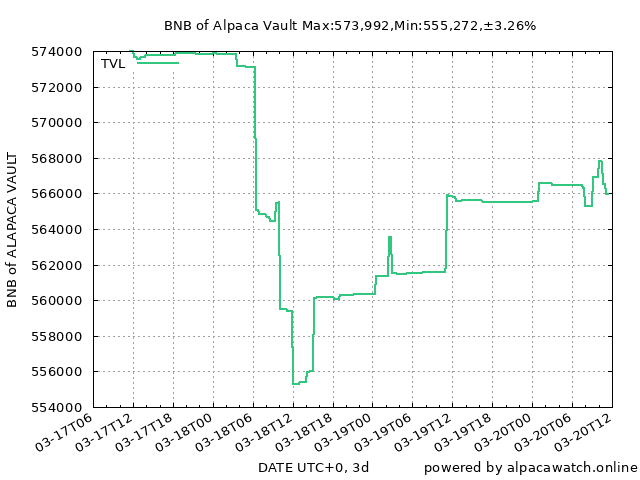 BNB of Alpaca Vault Max:573,992,Min:555,272,±3.26%
TVL
BNB of ALAPACA VAULT
574000
572000
570000
568000
566000
564000
562000
560000
558000
556000
554000
03-17T06
03-17T12
03-17T18
03-18T00
03-18T06
03-18T12
03-18T18
03-19T00
03-19T06
03-19T12
03-19T18
03-20T00
03-20T06
03-20T12
DATE UTC+0, 3d
powered by alpacawatch.online